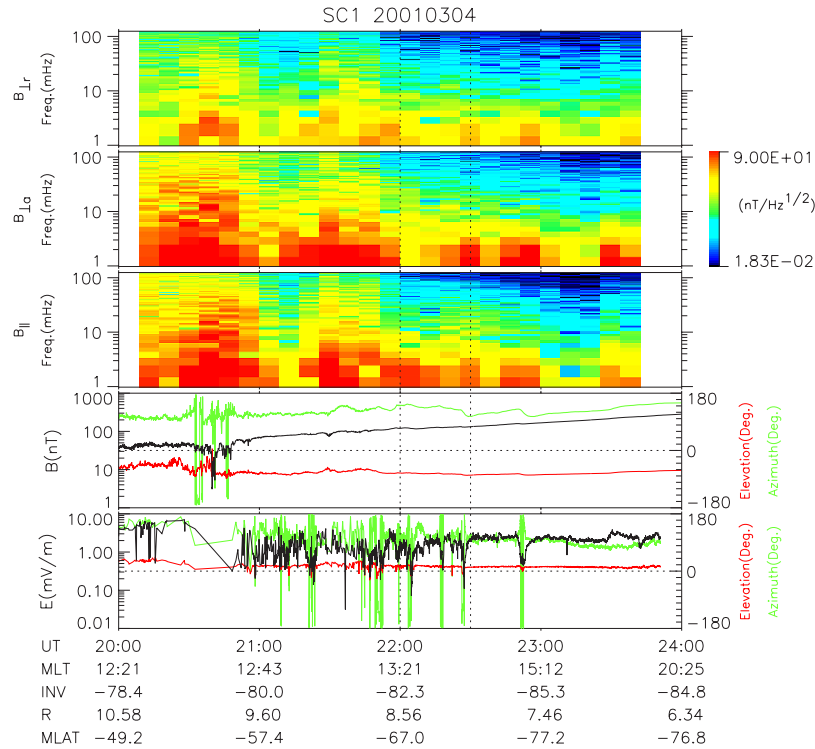 SC1 20010304
B⊥r
Freq.(mHz)
100
10
1
B⊥a
Freq.(mHz)
100
10
1
9.00E+01
(nT/Hz^1/2)
1.83E−02
B||
Freq.(mHz)
100
10
1
B(nT)
1000
100
10
1
180
0
−180
Elevation(Deg.)
Azimuth(Deg.)
E(mV/m)
10.00
1.00
0.10
0.01
180
0
−180
Elevation(Deg.)
Azimuth(Deg.)
UT 20:00 21:00 22:00 23:00 24:00
MLT 12:21 12:43 13:21 15:12 20:25
INV −78.4 −80.0 −82.3 −85.3 −84.8
R 10.58 9.60 8.56 7.46 6.34
MLAT −49.2 −57.4 −67.0 −77.2 −76.8